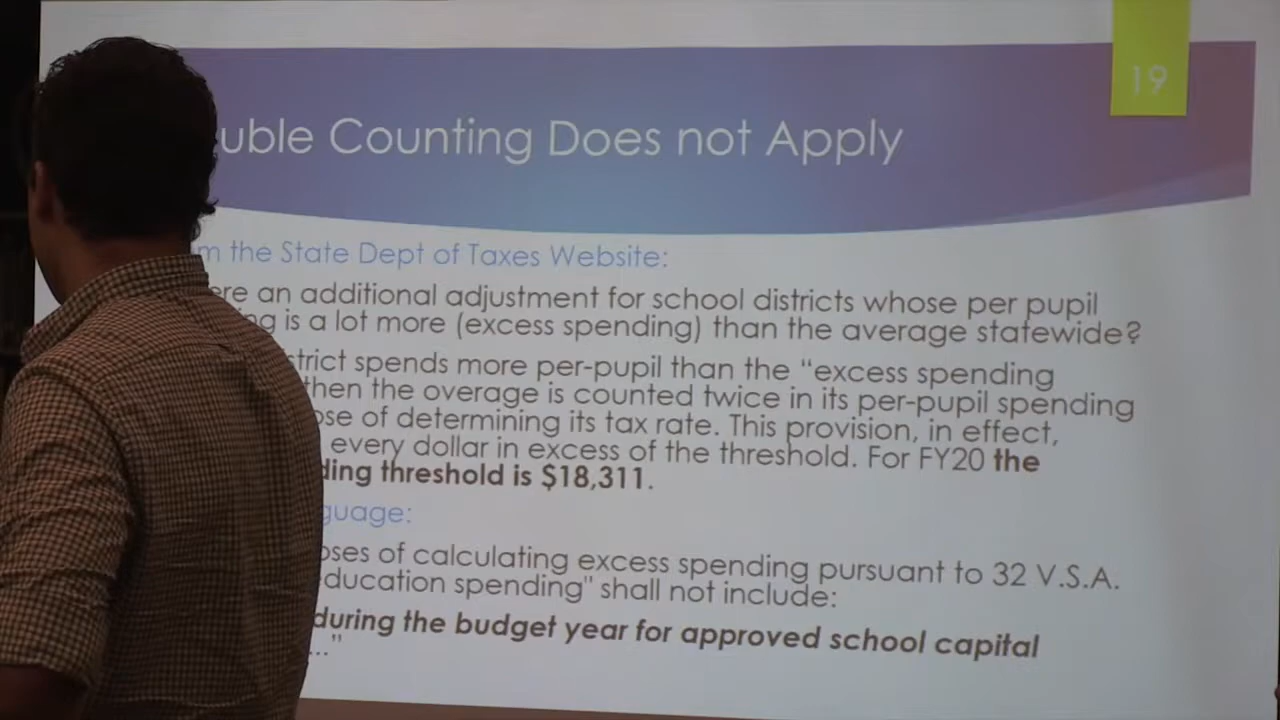 19
uble Counting Does not Apply
m the State Dept of Taxes Website:
ere an additional adjustment for school districts whose per pupil
ng is a lot more (excess spending) than the average statewide?
strict spends more per-pupil than the “excess spending
then the overage is counted twice in its per-pupil spending
ose of determining its tax rate. This provision, in effect,
every dollar in excess of the threshold. For FY20 the
ding threshold is $18,311.
guage:
oses of calculating excess spending pursuant to 32 V.S.A.
ducation spending" shall not include:
during the budget year for approved school capital
..."